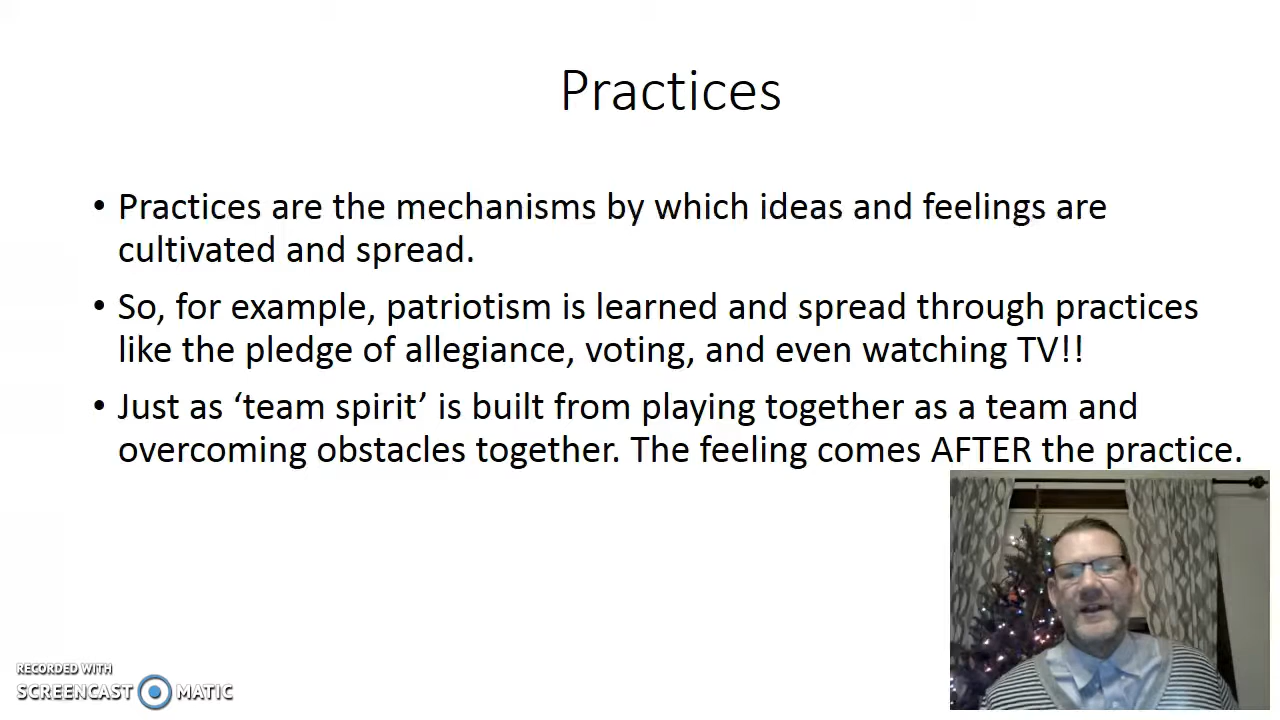 Practices
• Practices are the mechanisms by which ideas and feelings are
cultivated and spread.
• So, for example, patriotism is learned and spread through practices
like the pledge of allegiance, voting, and even watching TV!!
• Just as ‘team spirit’ is built from playing together as a team and
overcoming obstacles together. The feeling comes AFTER the practice.
RECORDED WITH
SCREENCAST MATIC